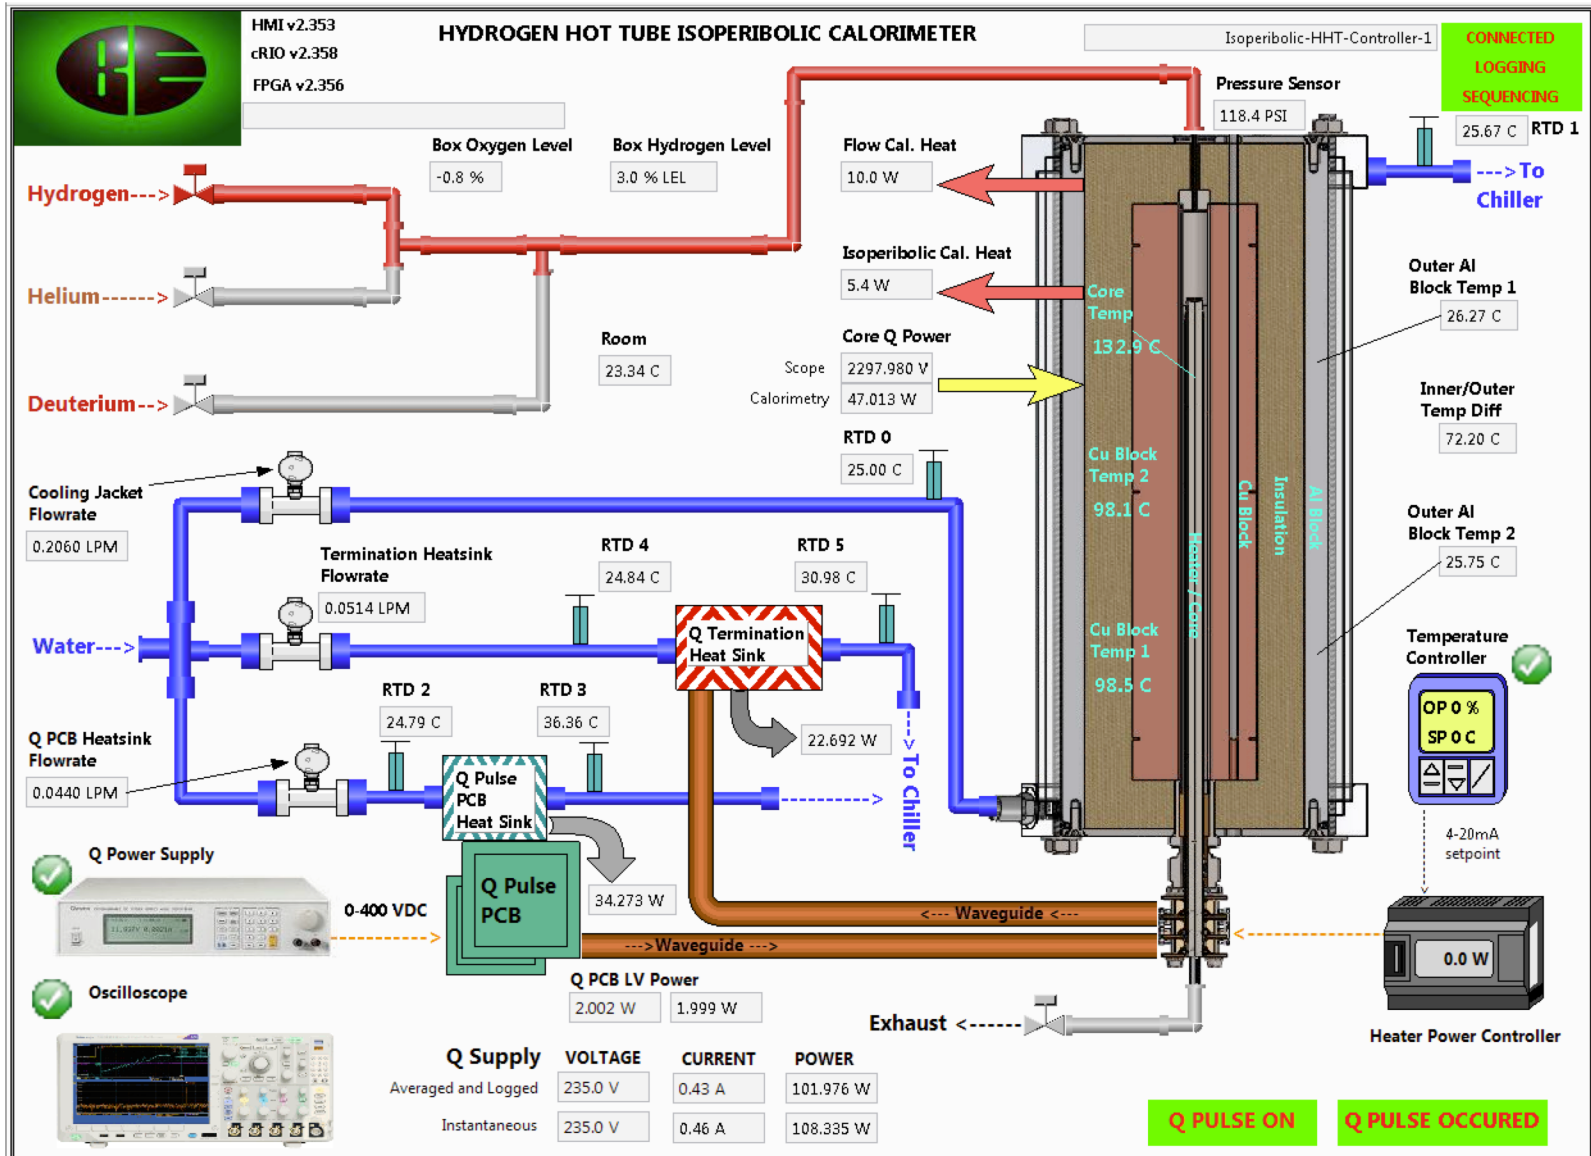 HMI v2.353
cRIO v2.358
FPGA v2.356
HYDROGEN HOT TUBE ISOPERIBOLIC CALORIMETER
Isoperibolic-HHT-Controller-1
CONNECTED
LOGGING
SEQUENCING
Pressure Sensor
118.4 PSI
25.67 C RTD 1
Box Oxygen Level
-0.8 %
Box Hydrogen Level
3.0 % LEL
Flow Cal. Heat
10.0 W
Hydrogen--->
--->To
Chiller
Isoperibolic Cal. Heat
5.4 W
Helium------>
Core
Temp
132.9 C
Outer Al
Block Temp 1
26.27 C
Room
23.34 C
Core Q Power
Scope 2297.980 V
Calorimetry 47.013 W
Deuterium-->
Inner/Outer
Temp Diff
72.20 C
RTD 0
25.00 C
Cu Block
Temp 2
98.1 C
Cu Block
Insulation
Al Block
Heater / Core
Cooling Jacket
Flowrate
0.2060 LPM
Outer Al
Block Temp 2
25.75 C
Termination Heatsink
Flowrate
0.0514 LPM
RTD 4
24.84 C
RTD 5
30.98 C
Water--->
Q Termination
Heat Sink
Cu Block
Temp 1
98.5 C
Temperature
Controller
OP 0 %
SP 0 C
RTD 2
24.79 C
RTD 3
36.36 C
22.692 W
--->To Chiller
Q PCB Heatsink
Flowrate
0.0440 LPM
Q Pulse
PCB
Heat Sink
4-20mA
setpoint
Q Power Supply
0-400 VDC
Q Pulse
PCB
34.273 W
<--- Waveguide <---
--->Waveguide --->
0.0 W
Heater Power Controller
Oscilloscope
Q PCB LV Power
2.002 W 1.999 W
Exhaust <------
Q Supply VOLTAGE CURRENT POWER
Averaged and Logged 235.0 V 0.43 A 101.976 W
Instantaneous 235.0 V 0.46 A 108.335 W
Q PULSE ON
Q PULSE OCCURED